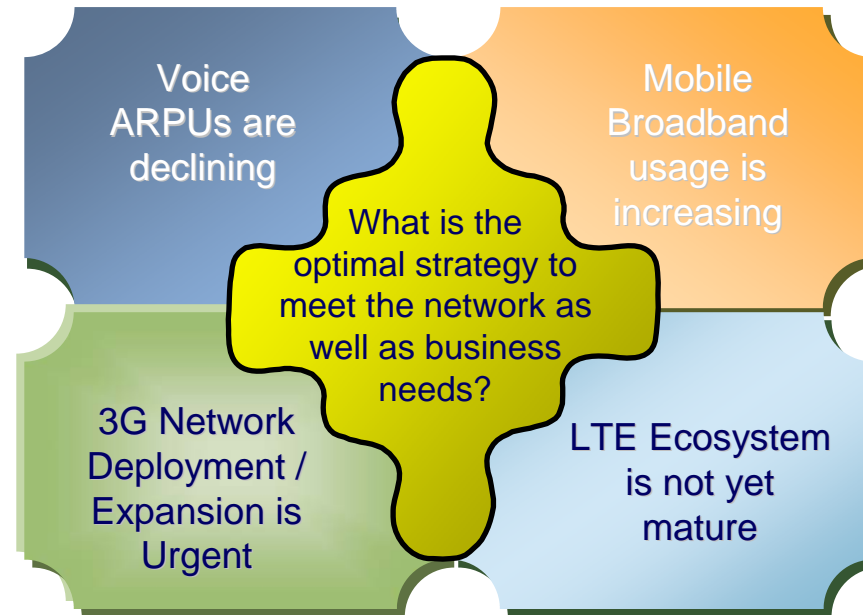 Voice
ARPUs are
declining
Mobile
Broadband
usage is
increasing
What is the
optimal strategy to
meet the network as
well as business
needs?
3G Network
Deployment /
Expansion is
Urgent
LTE Ecosystem
is not yet
mature